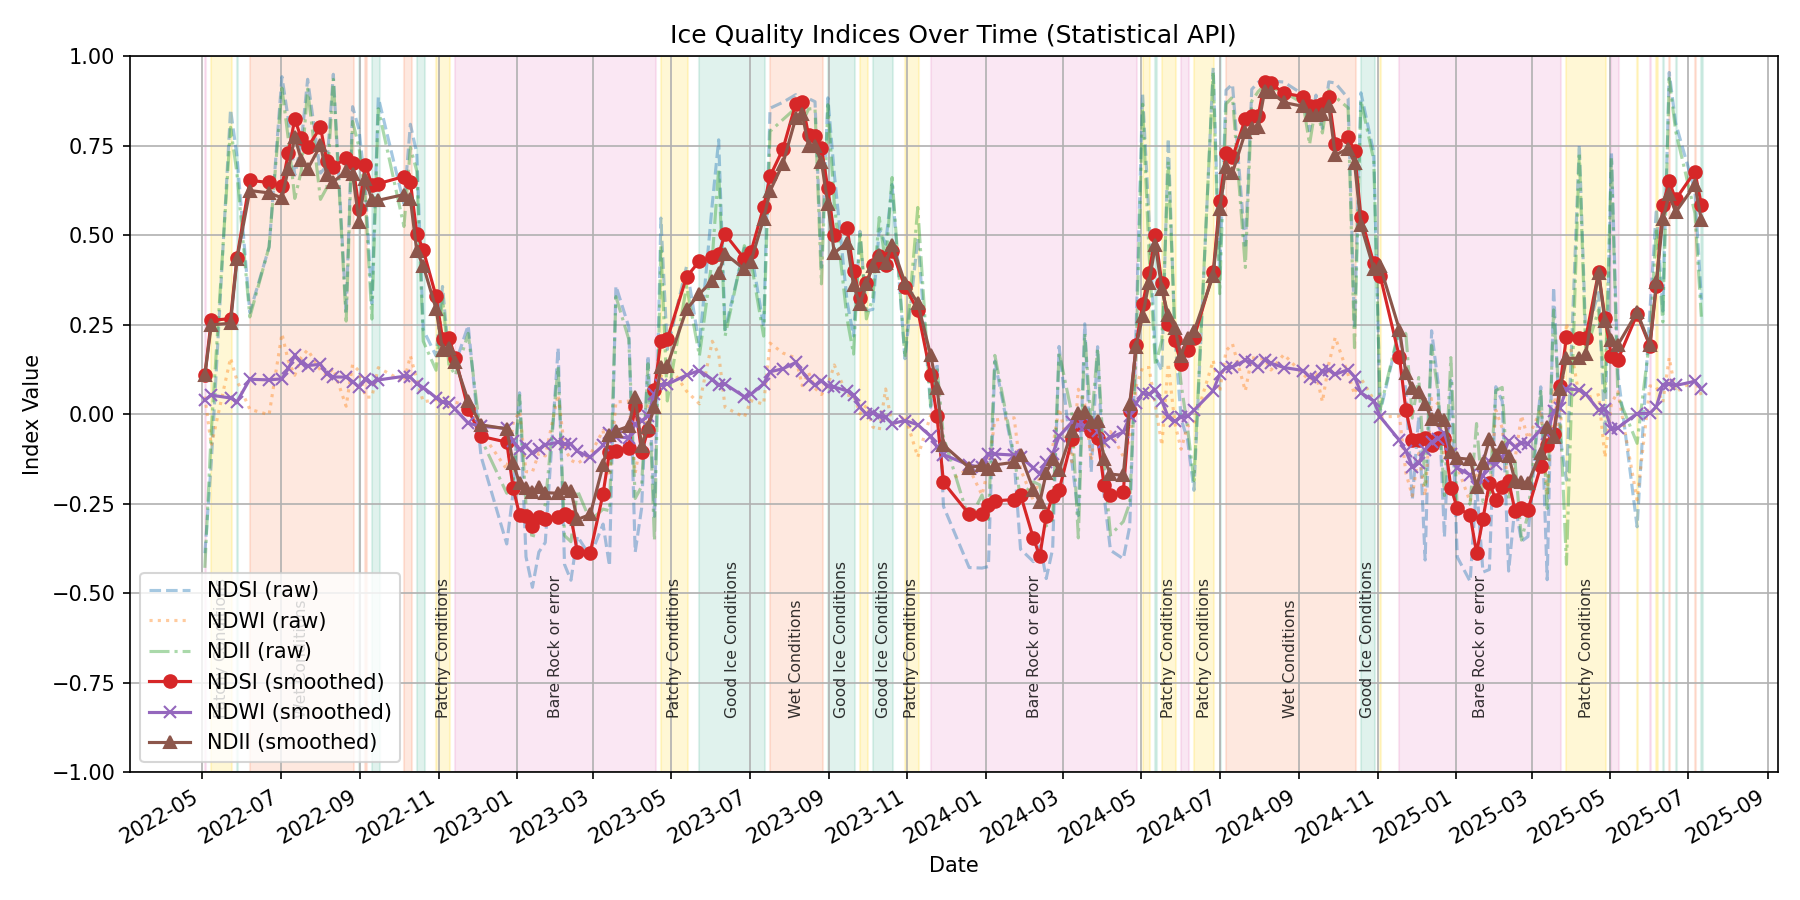 Ice Quality Indices Over Time (Statistical API)
Index Value
1.00
0.75
0.50
0.25
0.00
−0.25
−0.50
−0.75
−1.00
Patchy Conditions
Wet Conditions
Patchy Conditions
Bare Rock or error
Patchy Conditions
Good Ice Conditions
Wet Conditions
Good Ice Conditions
Good Ice Conditions
Patchy Conditions
Bare Rock or error
Patchy Conditions
Patchy Conditions
Wet Conditions
Good Ice Conditions
Bare Rock or error
Patchy Conditions
NDSI (raw)
NDWI (raw)
NDII (raw)
NDSI (smoothed)
NDWI (smoothed)
NDII (smoothed)
2022-05
2022-07
2022-09
2022-11
2023-01
2023-03
2023-05
2023-07
2023-09
2023-11
2024-01
2024-03
2024-05
2024-07
2024-09
2024-11
2025-01
2025-03
2025-05
2025-07
2025-09
Date